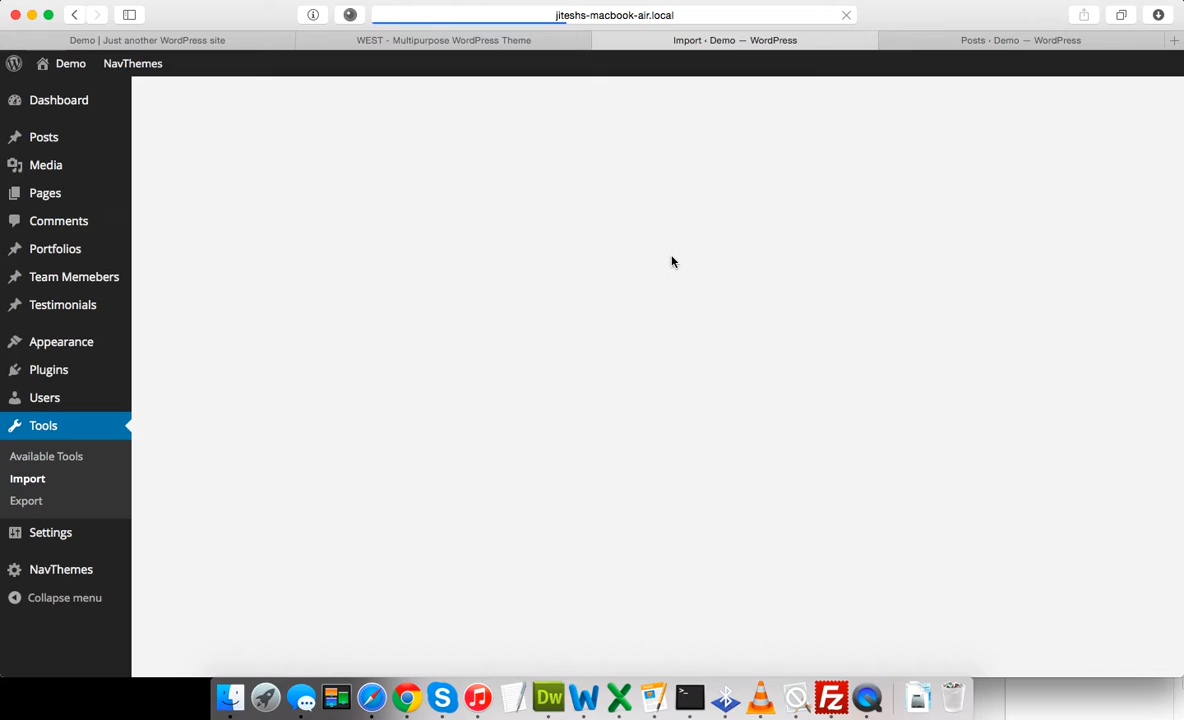 jiteshs-macbook-air.local
Demo | Just another WordPress site
WEST - Multipurpose WordPress Theme
Import ‹ Demo — WordPress
Posts ‹ Demo — WordPress
Demo
NavThemes
Dashboard
Posts
Media
Pages
Comments
Portfolios
Team Memebers
Testimonials
Appearance
Plugins
Users
Tools
Available Tools
Import
Export
Settings
NavThemes
Collapse menu
Dw
W
X
Fz